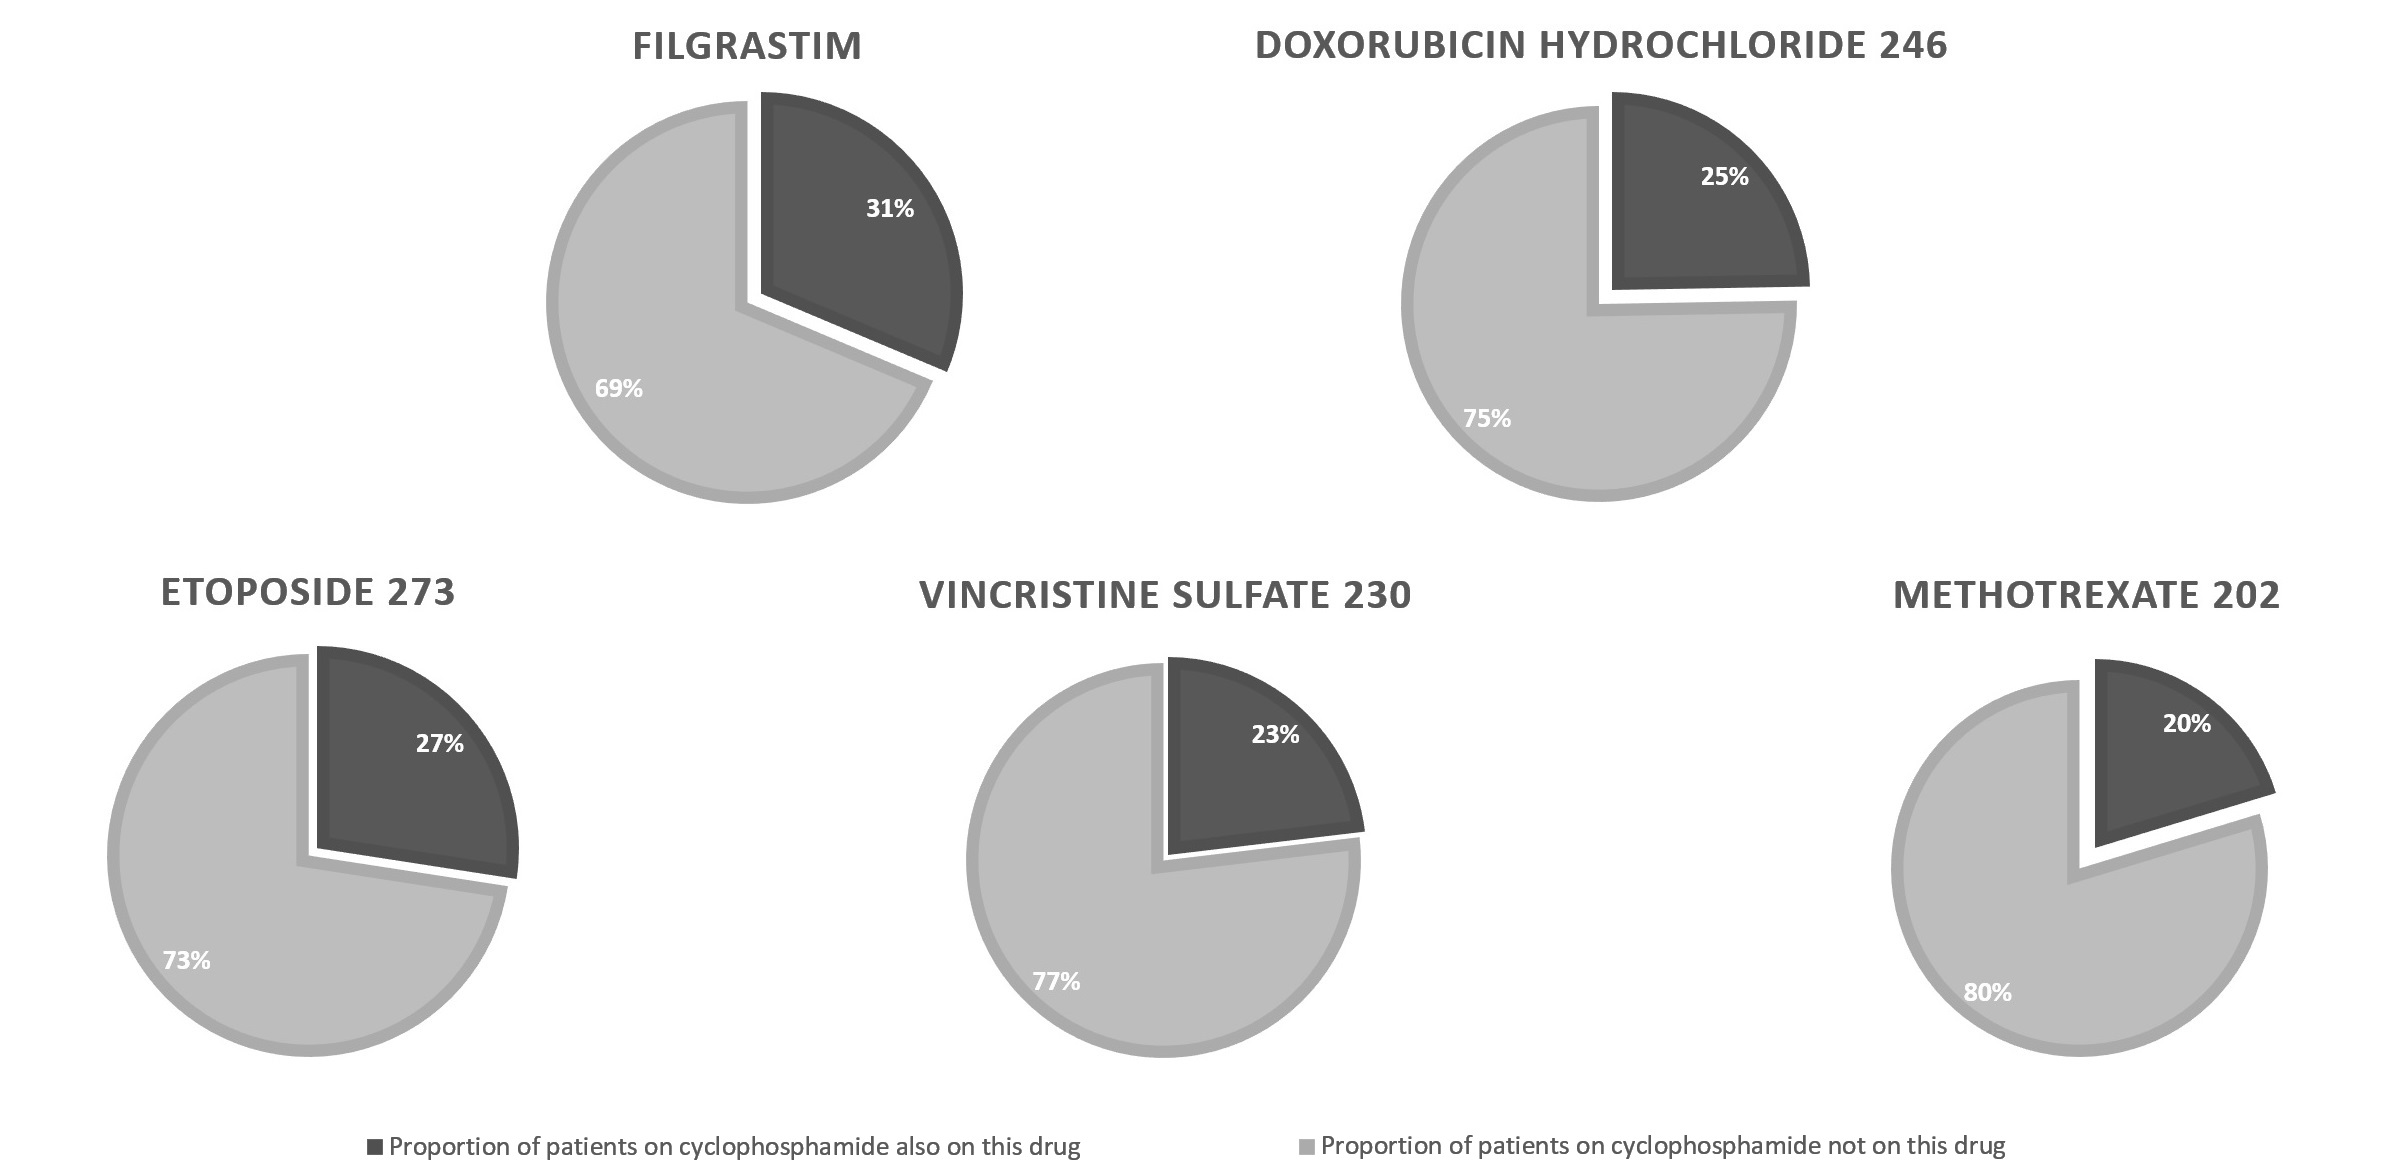 FILGRASTIM
31%
69%
DOXORUBICIN HYDROCHLORIDE 246
25%
75%
ETOPOSIDE 273
27%
73%
VINCRISTINE SULFATE 230
23%
77%
METHOTREXATE 202
20%
80%
Proportion of patients on cyclophosphamide also on this drug
Proportion of patients on cyclophosphamide not on this drug